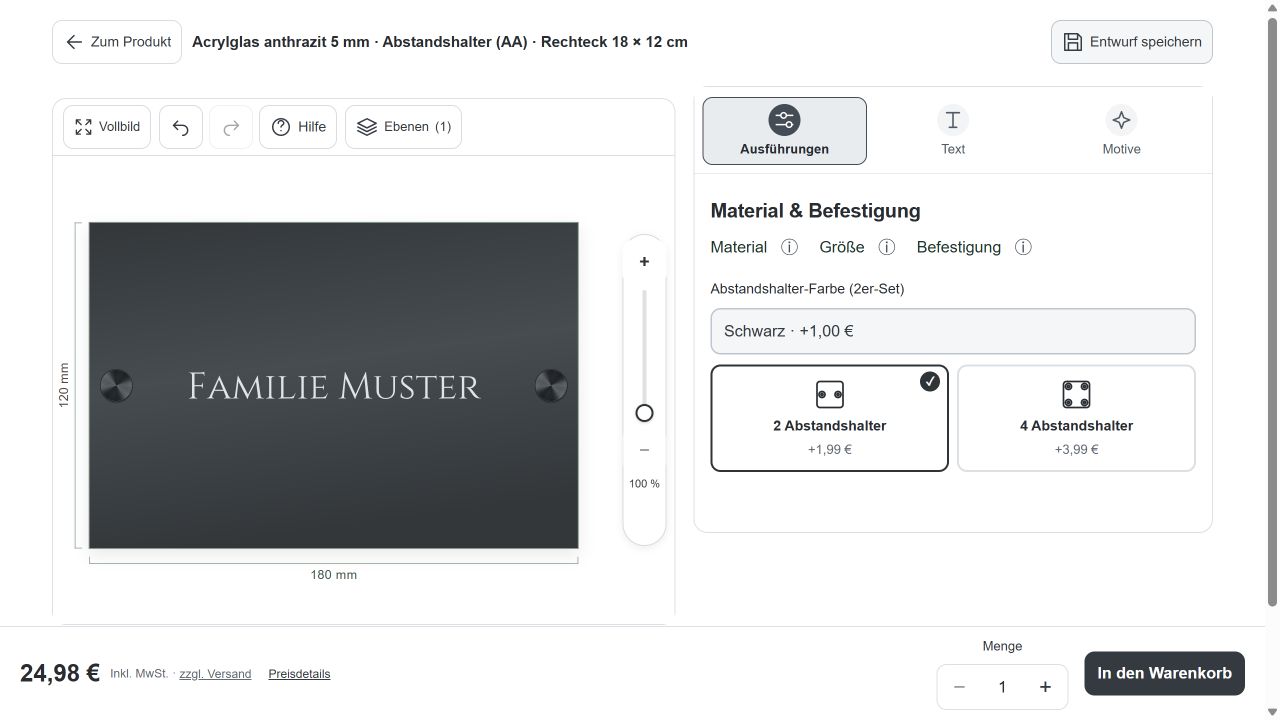 Zum Produkt
Acrylglas anthrazit 5 mm · Abstandshalter (AA) · Rechteck 18 × 12 cm
Entwurf speichern
Vollbild
Hilfe
Ebenen (1)
Ausführungen
Text
Motive
Material & Befestigung
Material ⓘ Größe ⓘ Befestigung ⓘ
Abstandshalter-Farbe (2er-Set)
Schwarz · +1,00 €
2 Abstandshalter
+1,99 €
4 Abstandshalter
+3,99 €
120 mm
Familie Muster
180 mm
+
−
100 %
24,98 €
Inkl. MwSt. · zzgl. Versand
Preisdetails
Menge
− 1 +
In den Warenkorb